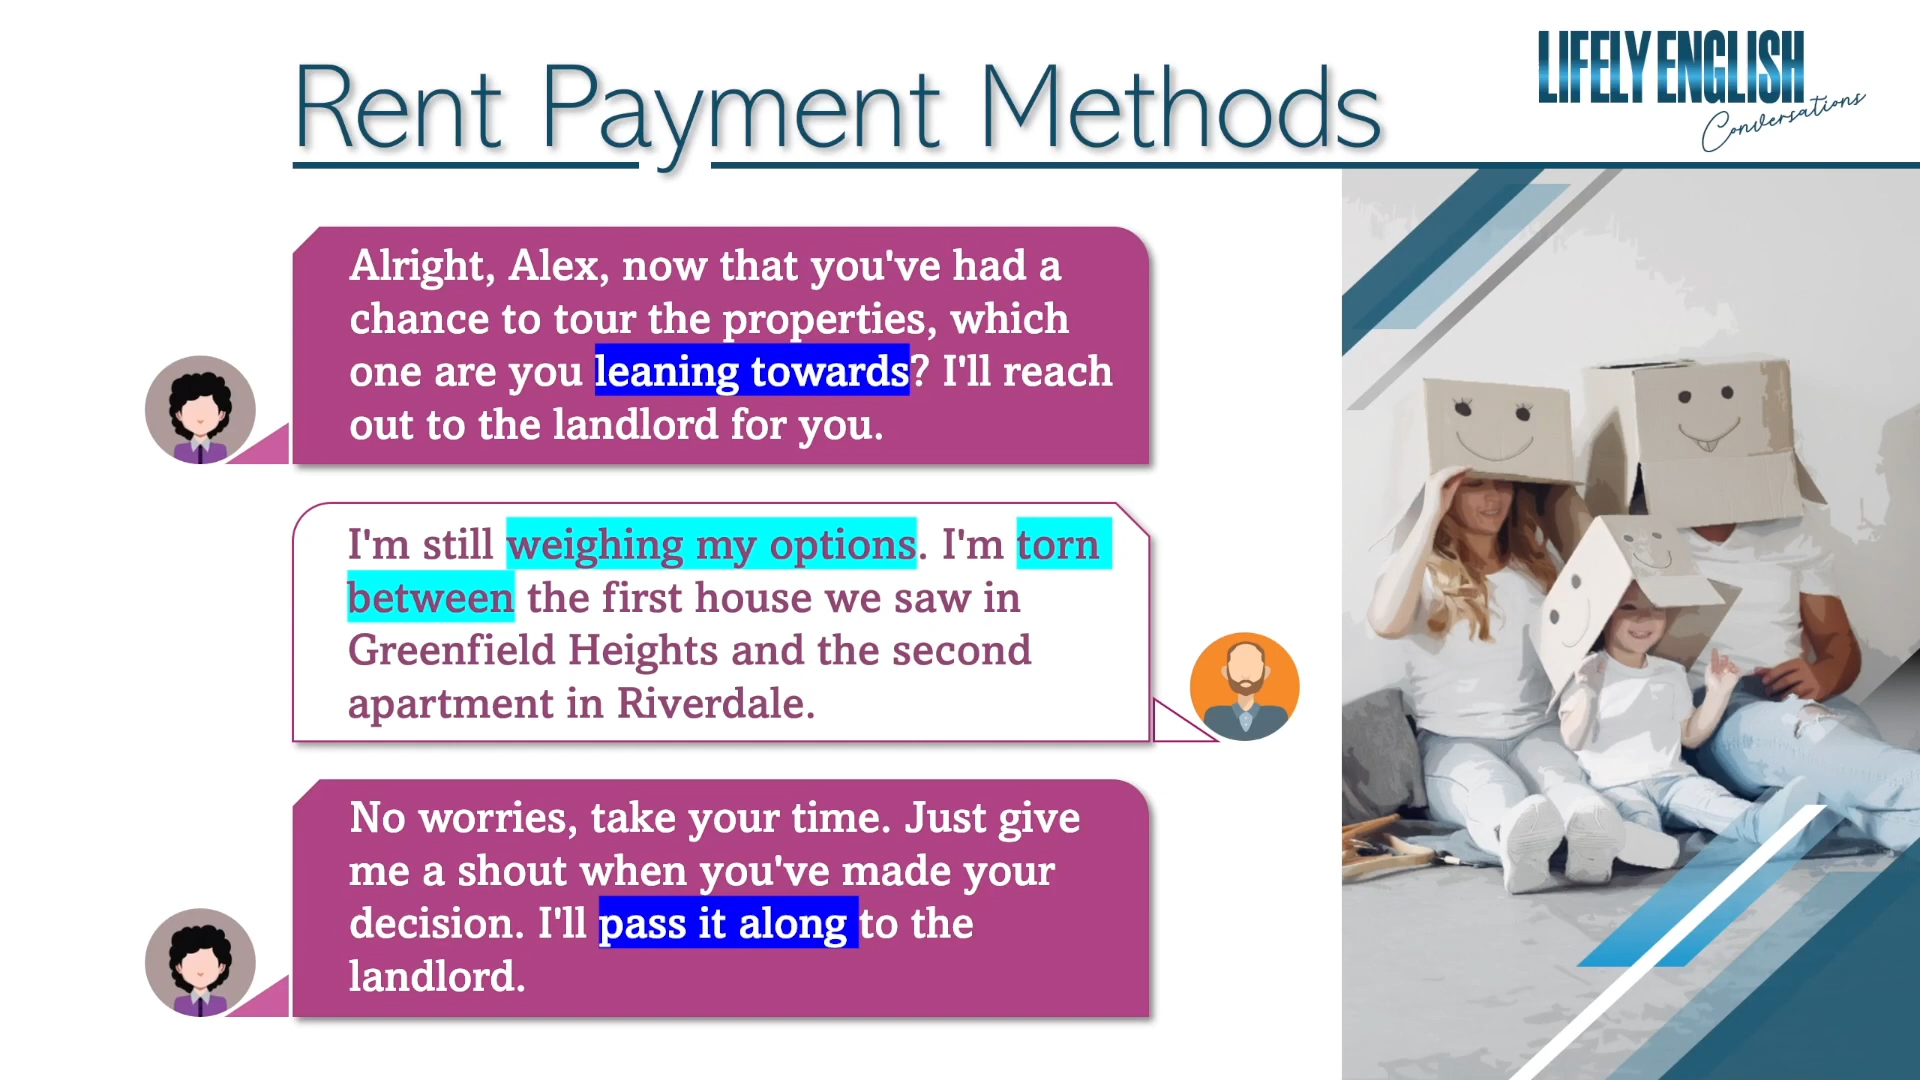 Rent Payment Methods
LIFELY ENGLISH
Conversations
Alright, Alex, now that you've had a
chance to tour the properties, which
one are you leaning towards? I'll reach
out to the landlord for you.
I'm still weighing my options. I'm torn
between the first house we saw in
Greenfield Heights and the second
apartment in Riverdale.
No worries, take your time. Just give
me a shout when you've made your
decision. I'll pass it along to the
landlord.